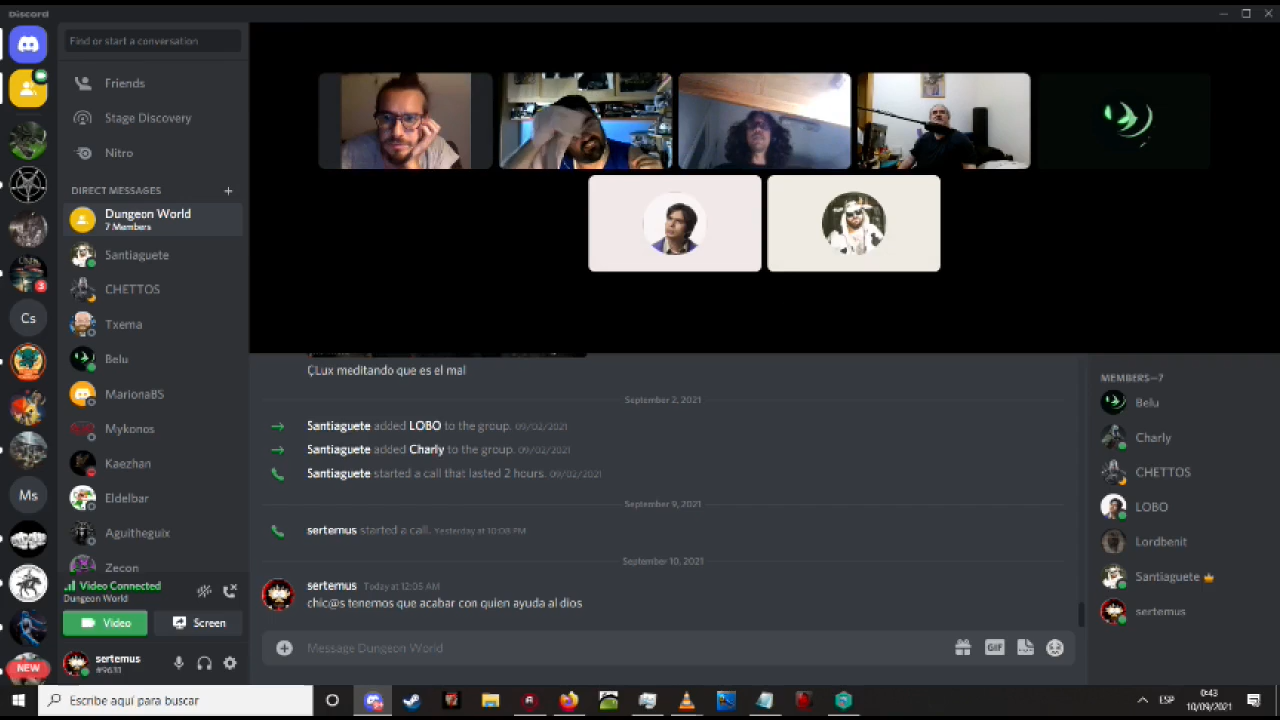 Discord
Find or start a conversation
Friends
Stage Discovery
Nitro
DIRECT MESSAGES
Dungeon World
7 Members
Santiaguete
CHETTOS
3
Cs
Txema
Belu
MarionaBS
Mykonos
Kaezhan
Ms
Eldelbar
Aguitheguix
Zecon
Video Connected
Dungeon World
Video
Screen
NEW
sertemus
#9631
ÇLux meditando que es el mal
September 2, 2021
Santiaguete added LOBO to the group. 09/02/2021
Santiaguete added Charly to the group. 09/02/2021
Santiaguete started a call that lasted 2 hours. 09/02/2021
September 9, 2021
sertemus started a call. Yesterday at 10:03 PM
September 10, 2021
sertemus Today at 12:05 AM
chic@s tenemos que acabar con quien ayuda al dios
Message Dungeon World
GIF
MEMBERS—7
Belu
Charly
CHETTOS
LOBO
Lordbenit
Santiaguete
sertemus
Escribe aquí para buscar
ESP
0:43
10/09/2021